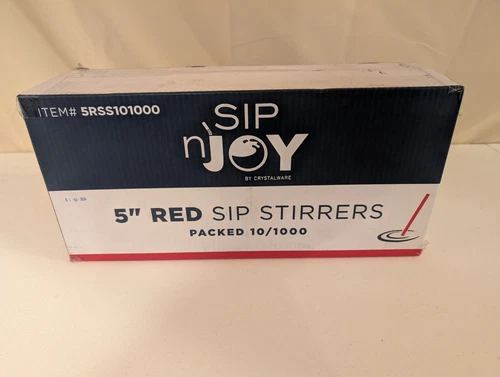 ITEM# 5RSS101000
SIP
n'JOY
BY CRYSTALWARE
5" RED SIP STIRRERS
PACKED 10/1000